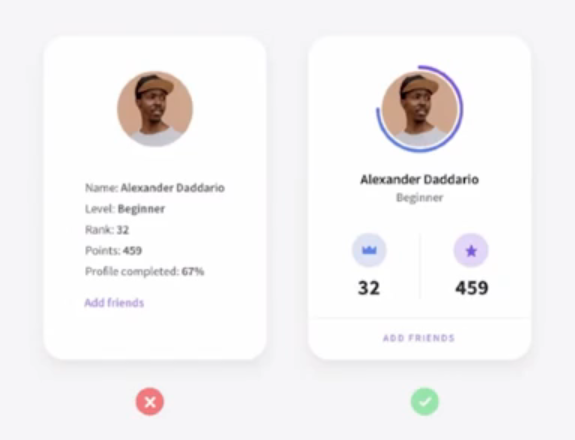 Name: Alexander Daddario
Level: Beginner
Rank: 32
Points: 459
Profile completed: 67%
Add friends
Alexander Daddario
Beginner
32
459
ADD FRIENDS